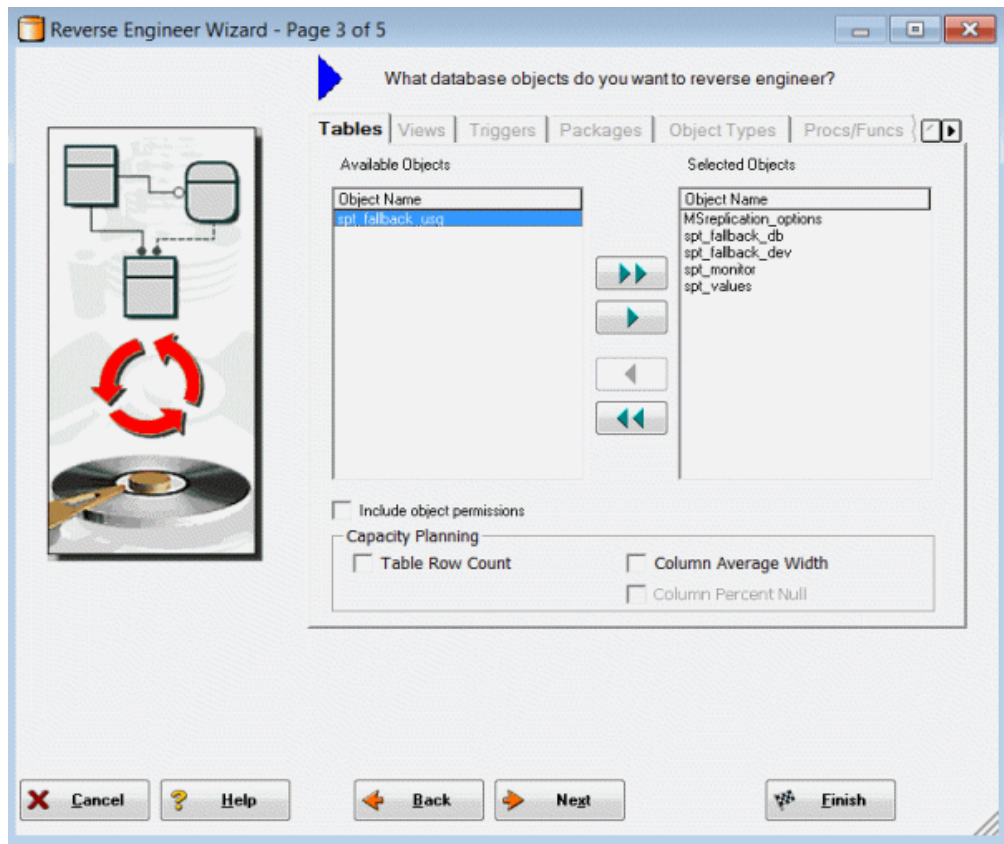 Reverse Engineer Wizard - Page 3 of 5
What database objects do you want to reverse engineer?
Tables Views Triggers Packages Object Types Procs/Funcs
Available Objects Selected Objects
Object Name Object Name
spt_fallback_usg MSreplication_options
spt_fallback_db
spt_fallback_dev
spt_monitor
spt_values
Include object permissions
Capacity Planning
Table Row Count Column Average Width
Column Percent Null
Cancel Help Back Next Finish